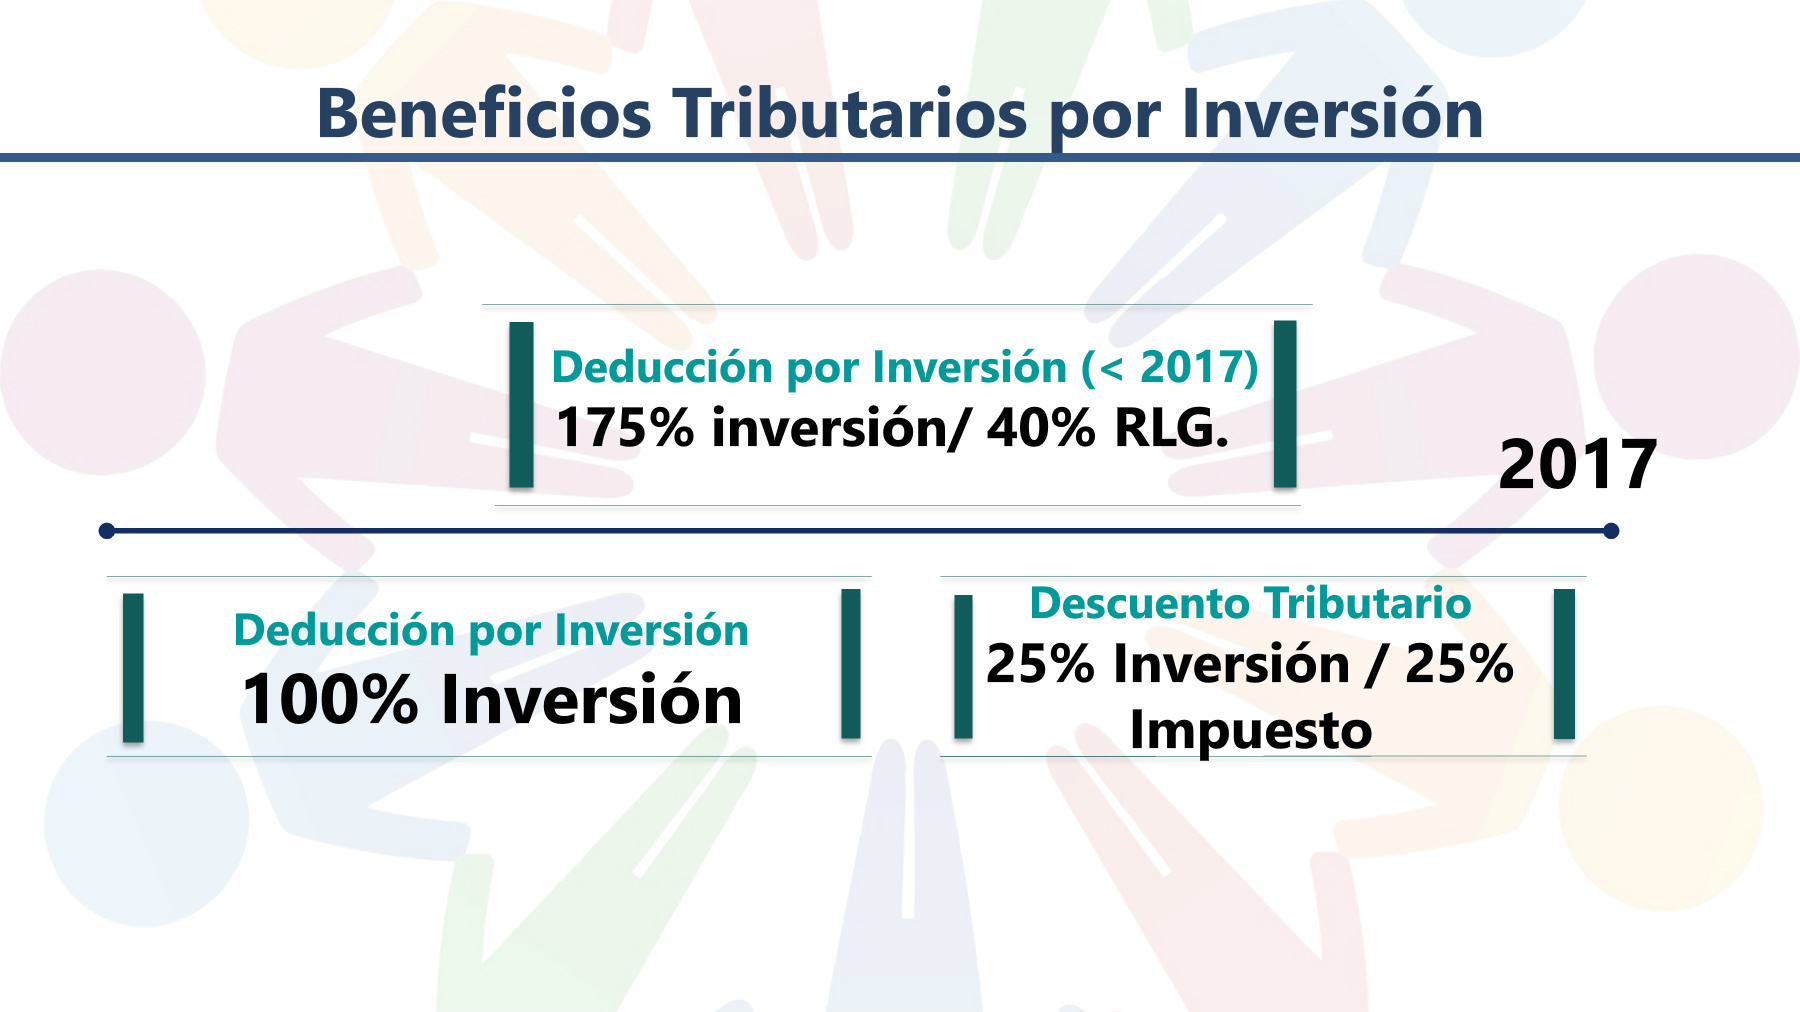 Beneficios Tributarios por Inversión
Deducción por Inversión (< 2017)
175% inversión/ 40% RLG.
2017
Deducción por Inversión
100% Inversión
Descuento Tributario
25% Inversión / 25%
Impuesto